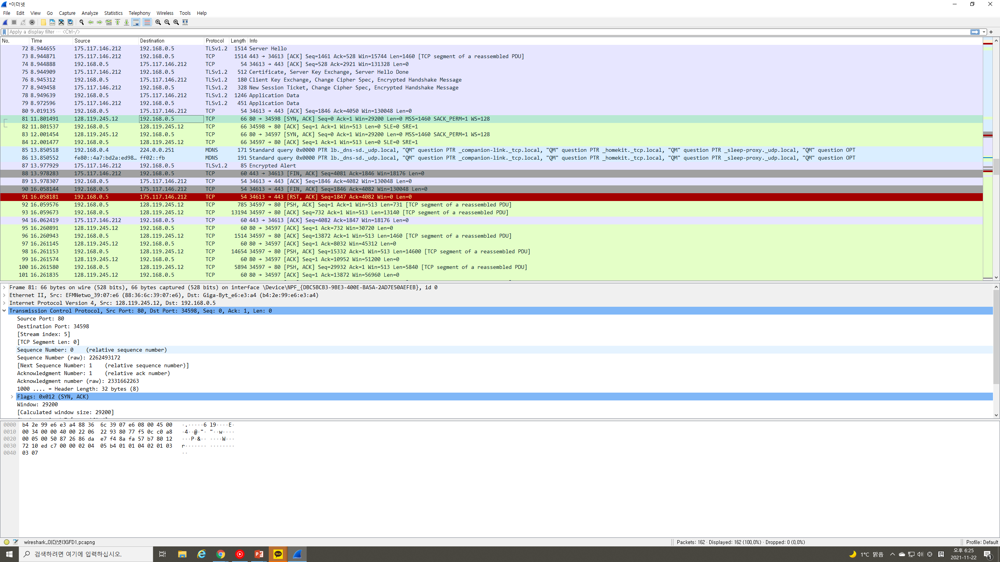 *이더넷
File Edit View Go Capture Analyze Statistics Telephony Wireless Tools Help
Apply a display filter … <Ctrl-/>
No. Time Source Destination Protocol Length Info
72 8.944655 175.117.146.212 192.168.0.5 TLSv1.2 1514 Server Hello
73 8.944871 175.117.146.212 192.168.0.5 TCP 1514 443 → 34613 [ACK] Seq=1461 Ack=528 Win=15744 Len=1460 [TCP segment of a reassembled PDU]
74 8.944888 192.168.0.5 175.117.146.212 TCP 54 34613 → 443 [ACK] Seq=528 Ack=2921 Win=131328 Len=0
75 8.944909 175.117.146.212 192.168.0.5 TLSv1.2 512 Certificate, Server Key Exchange, Server Hello Done
76 8.945312 192.168.0.5 175.117.146.212 TLSv1.2 180 Client Key Exchange, Change Cipher Spec, Encrypted Handshake Message
77 8.949458 175.117.146.212 192.168.0.5 TLSv1.2 328 New Session Ticket, Change Cipher Spec, Encrypted Handshake Message
78 8.949639 192.168.0.5 175.117.146.212 TLSv1.2 1246 Application Data
79 8.972596 175.117.146.212 192.168.0.5 TLSv1.2 451 Application Data
80 9.019135 192.168.0.5 175.117.146.212 TCP 54 34613 → 443 [ACK] Seq=1846 Ack=4050 Win=130048 Len=0
81 11.801491 128.119.245.12 192.168.0.5 TCP 66 80 → 34598 [SYN, ACK] Seq=0 Ack=1 Win=29200 Len=0 MSS=1460 SACK_PERM=1 WS=128
82 11.801537 192.168.0.5 128.119.245.12 TCP 66 34598 → 80 [ACK] Seq=1 Ack=1 Win=513 Len=0 SLE=0 SRE=1
83 12.001454 128.119.245.12 192.168.0.5 TCP 66 80 → 34597 [SYN, ACK] Seq=0 Ack=1 Win=29200 Len=0 MSS=1460 SACK_PERM=1 WS=128
84 12.001477 192.168.0.5 128.119.245.12 TCP 66 34597 → 80 [ACK] Seq=1 Ack=1 Win=513 Len=0 SLE=0 SRE=1
85 13.850518 192.168.0.4 224.0.0.251 MDNS 171 Standard query 0x0000 PTR lb._dns-sd._udp.local, "QM" question PTR _companion-link._tcp.local, "QM" question PTR _homekit._tcp.local, "QM" question PTR _sleep-proxy._udp.local, "QM" question OPT
86 13.850552 fe80::4a7:bd2a:ed98… ff02::fb MDNS 191 Standard query 0x0000 PTR lb._dns-sd._udp.local, "QM" question PTR _companion-link._tcp.local, "QM" question PTR _homekit._tcp.local, "QM" question PTR _sleep-proxy._udp.local, "QM" question OPT
87 13.977929 175.117.146.212 192.168.0.5 TLSv1.2 85 Encrypted Alert
88 13.978283 175.117.146.212 192.168.0.5 TCP 60 443 → 34613 [FIN, ACK] Seq=4081 Ack=1846 Win=18176 Len=0
89 13.978307 192.168.0.5 175.117.146.212 TCP 54 34613 → 443 [ACK] Seq=1846 Ack=4082 Win=130048 Len=0
90 16.058144 192.168.0.5 175.117.146.212 TCP 54 34613 → 443 [FIN, ACK] Seq=1846 Ack=4082 Win=130048 Len=0
91 16.058181 192.168.0.5 175.117.146.212 TCP 54 34613 → 443 [RST, ACK] Seq=1847 Ack=4082 Win=0 Len=0
92 16.059576 192.168.0.5 128.119.245.12 TCP 785 34597 → 80 [PSH, ACK] Seq=1 Ack=1 Win=513 Len=731 [TCP segment of a reassembled PDU]
93 16.059673 192.168.0.5 128.119.245.12 TCP 13194 34597 → 80 [ACK] Seq=732 Ack=1 Win=513 Len=13140 [TCP segment of a reassembled PDU]
94 16.062419 175.117.146.212 192.168.0.5 TCP 60 443 → 34613 [ACK] Seq=4082 Ack=1847 Win=18176 Len=0
95 16.260891 128.119.245.12 192.168.0.5 TCP 60 80 → 34597 [ACK] Seq=1 Ack=732 Win=30720 Len=0
96 16.260943 192.168.0.5 128.119.245.12 TCP 1514 34597 → 80 [ACK] Seq=13872 Ack=1 Win=513 Len=1460 [TCP segment of a reassembled PDU]
97 16.261145 128.119.245.12 192.168.0.5 TCP 60 80 → 34597 [ACK] Seq=1 Ack=8032 Win=45312 Len=0
98 16.261153 192.168.0.5 128.119.245.12 TCP 14654 34597 → 80 [PSH, ACK] Seq=15332 Ack=1 Win=513 Len=14600 [TCP segment of a reassembled PDU]
99 16.261574 128.119.245.12 192.168.0.5 TCP 60 80 → 34597 [ACK] Seq=1 Ack=10952 Win=51200 Len=0
100 16.261580 192.168.0.5 128.119.245.12 TCP 5894 34597 → 80 [PSH, ACK] Seq=29932 Ack=1 Win=513 Len=5840 [TCP segment of a reassembled PDU]
101 16.261835 128.119.245.12 192.168.0.5 TCP 60 80 → 34597 [ACK] Seq=1 Ack=13872 Win=56960 Len=0
Frame 81: 66 bytes on wire (528 bits), 66 bytes captured (528 bits) on interface \Device\NPF_{DBC5BCB3-9BE3-400E-BA5A-2AD7E50AEFEB}, id 0
Ethernet II, Src: EFMNetwo_39:07:e6 (88:36:6c:39:07:e6), Dst: Giga-Byt_e6:e3:a4 (b4:2e:99:e6:e3:a4)
Internet Protocol Version 4, Src: 128.119.245.12, Dst: 192.168.0.5
Transmission Control Protocol, Src Port: 80, Dst Port: 34598, Seq: 0, Ack: 1, Len: 0
Source Port: 80
Destination Port: 34598
[Stream index: 5]
[TCP Segment Len: 0]
Sequence Number: 0 (relative sequence number)
Sequence Number (raw): 2262493172
[Next Sequence Number: 1 (relative sequence number)]
Acknowledgment Number: 1 (relative ack number)
Acknowledgment number (raw): 2331662263
1000 .... = Header Length: 32 bytes (8)
Flags: 0x012 (SYN, ACK)
Window: 29200
[Calculated window size: 29200]
0000 b4 2e 99 e6 e3 a4 88 36 6c 39 07 e6 08 00 45 00 ·.·····6 l9····E·
0010 00 34 00 00 40 00 22 06 22 93 80 77 f5 0c c0 a8 ·4··@·"· "··w····
0020 00 05 00 50 87 26 86 da e7 f4 8a fa 57 b7 80 12 ···P·&·· ····W···
0030 72 10 ed c7 00 00 02 04 05 b4 01 01 04 02 01 03 r······· ········
0040 03 07 ··
wireshark_이더넷I3GFD1.pcapng Packets: 162 · Displayed: 162 (100.0%) · Dropped: 0 (0.0%) Profile: Default
검색하려면 여기에 입력하십시오. 1°C 맑음 오후 6:25
2021-11-22